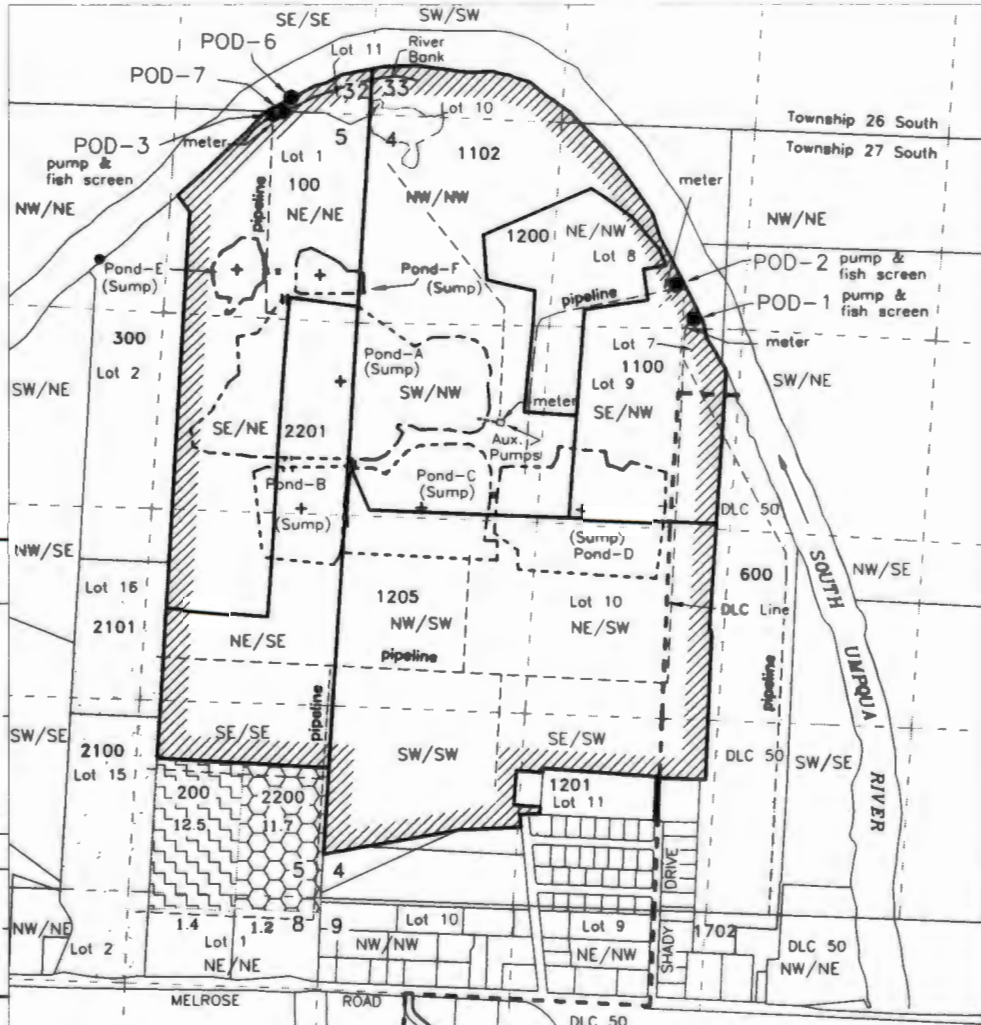 SE/SE
SW/SW
POD-6
Lot 11
River
Bank
POD-7
32
33
Lot 10
Township 26 South
POD-3
meter
5
4
Township 27 South
pump &
fish screen
Lot 1
1102
meter
100
NW/NE
pipeline
NE/NE
NW/NW
NW/NE
1200
NE/NW
Lot 8
POD-2
pump &
fish screen
Pond-E
(Sump)
Pond-F
(Sump)
pipeline
POD-1
pump &
fish screen
meter
300
Lot 7
Lot 2
Pond-A
(Sump)
1100
SW/NE
SW/NW
Lot 9
SW/NE
SE/NW
meter
SE/NE
2201
Aux.
Pumps
Pond-B
(Sump)
Pond-C
(Sump)
DLC 50
(Sump)
Pond-D
NW/SE
SOUTH
NW/SE
Lot 16
600
1205
Lot 10
DLC Line
2101
NW/SW
NE/SW
NE/SE
pipeline
UMPQUA
pipeline
pipeline
SW/SE
SE/SE
SE/SW
2100
SW/SW
DLC 50
SW/SE
Lot 15
RIVER
200
2200
1201
Lot 11
12.5
11.7
5
4
DRIVE
SHADY
1.4
1.2
8
9
Lot 10
Lot 9
1702
NW/NE
Lot 1
NW/NW
NE/NW
DLC 50
Lot 2
NE/NE
NW/NE
MELROSE
ROAD
DLC 50